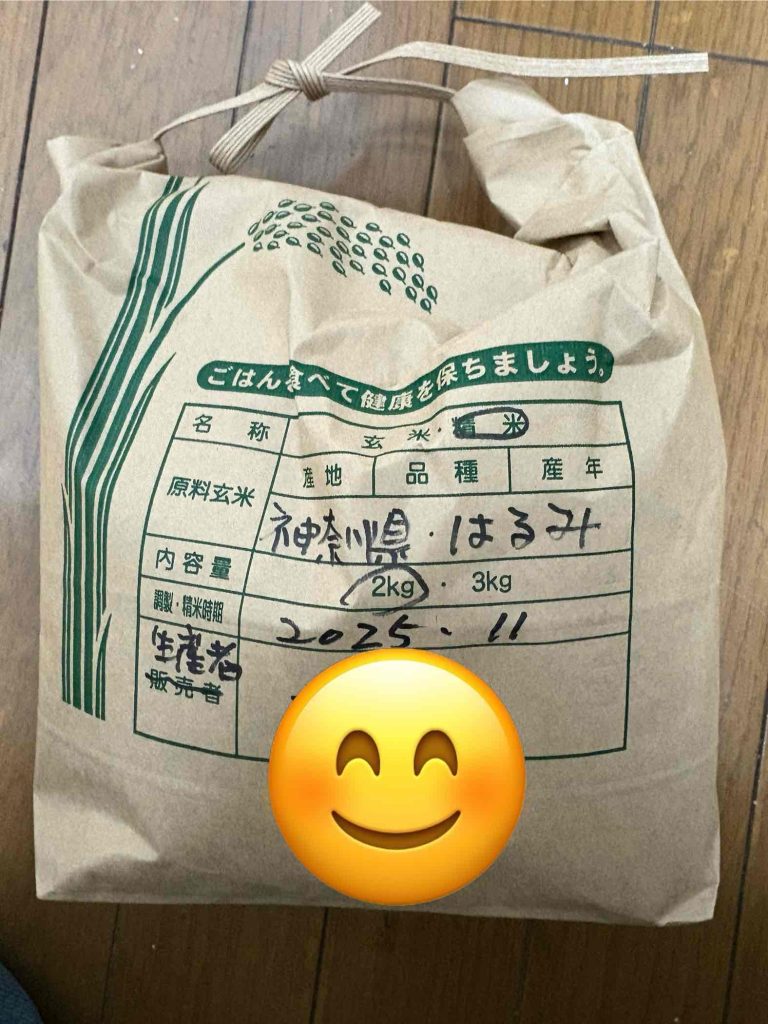 ごはん食べて健康を保ちましょう。
名称 玄米・精米
原料玄米 産地 品種 産年
神奈川県・はるみ
内容量 2kg・3kg
調製・精米時期 2025.11
生産者
販売者